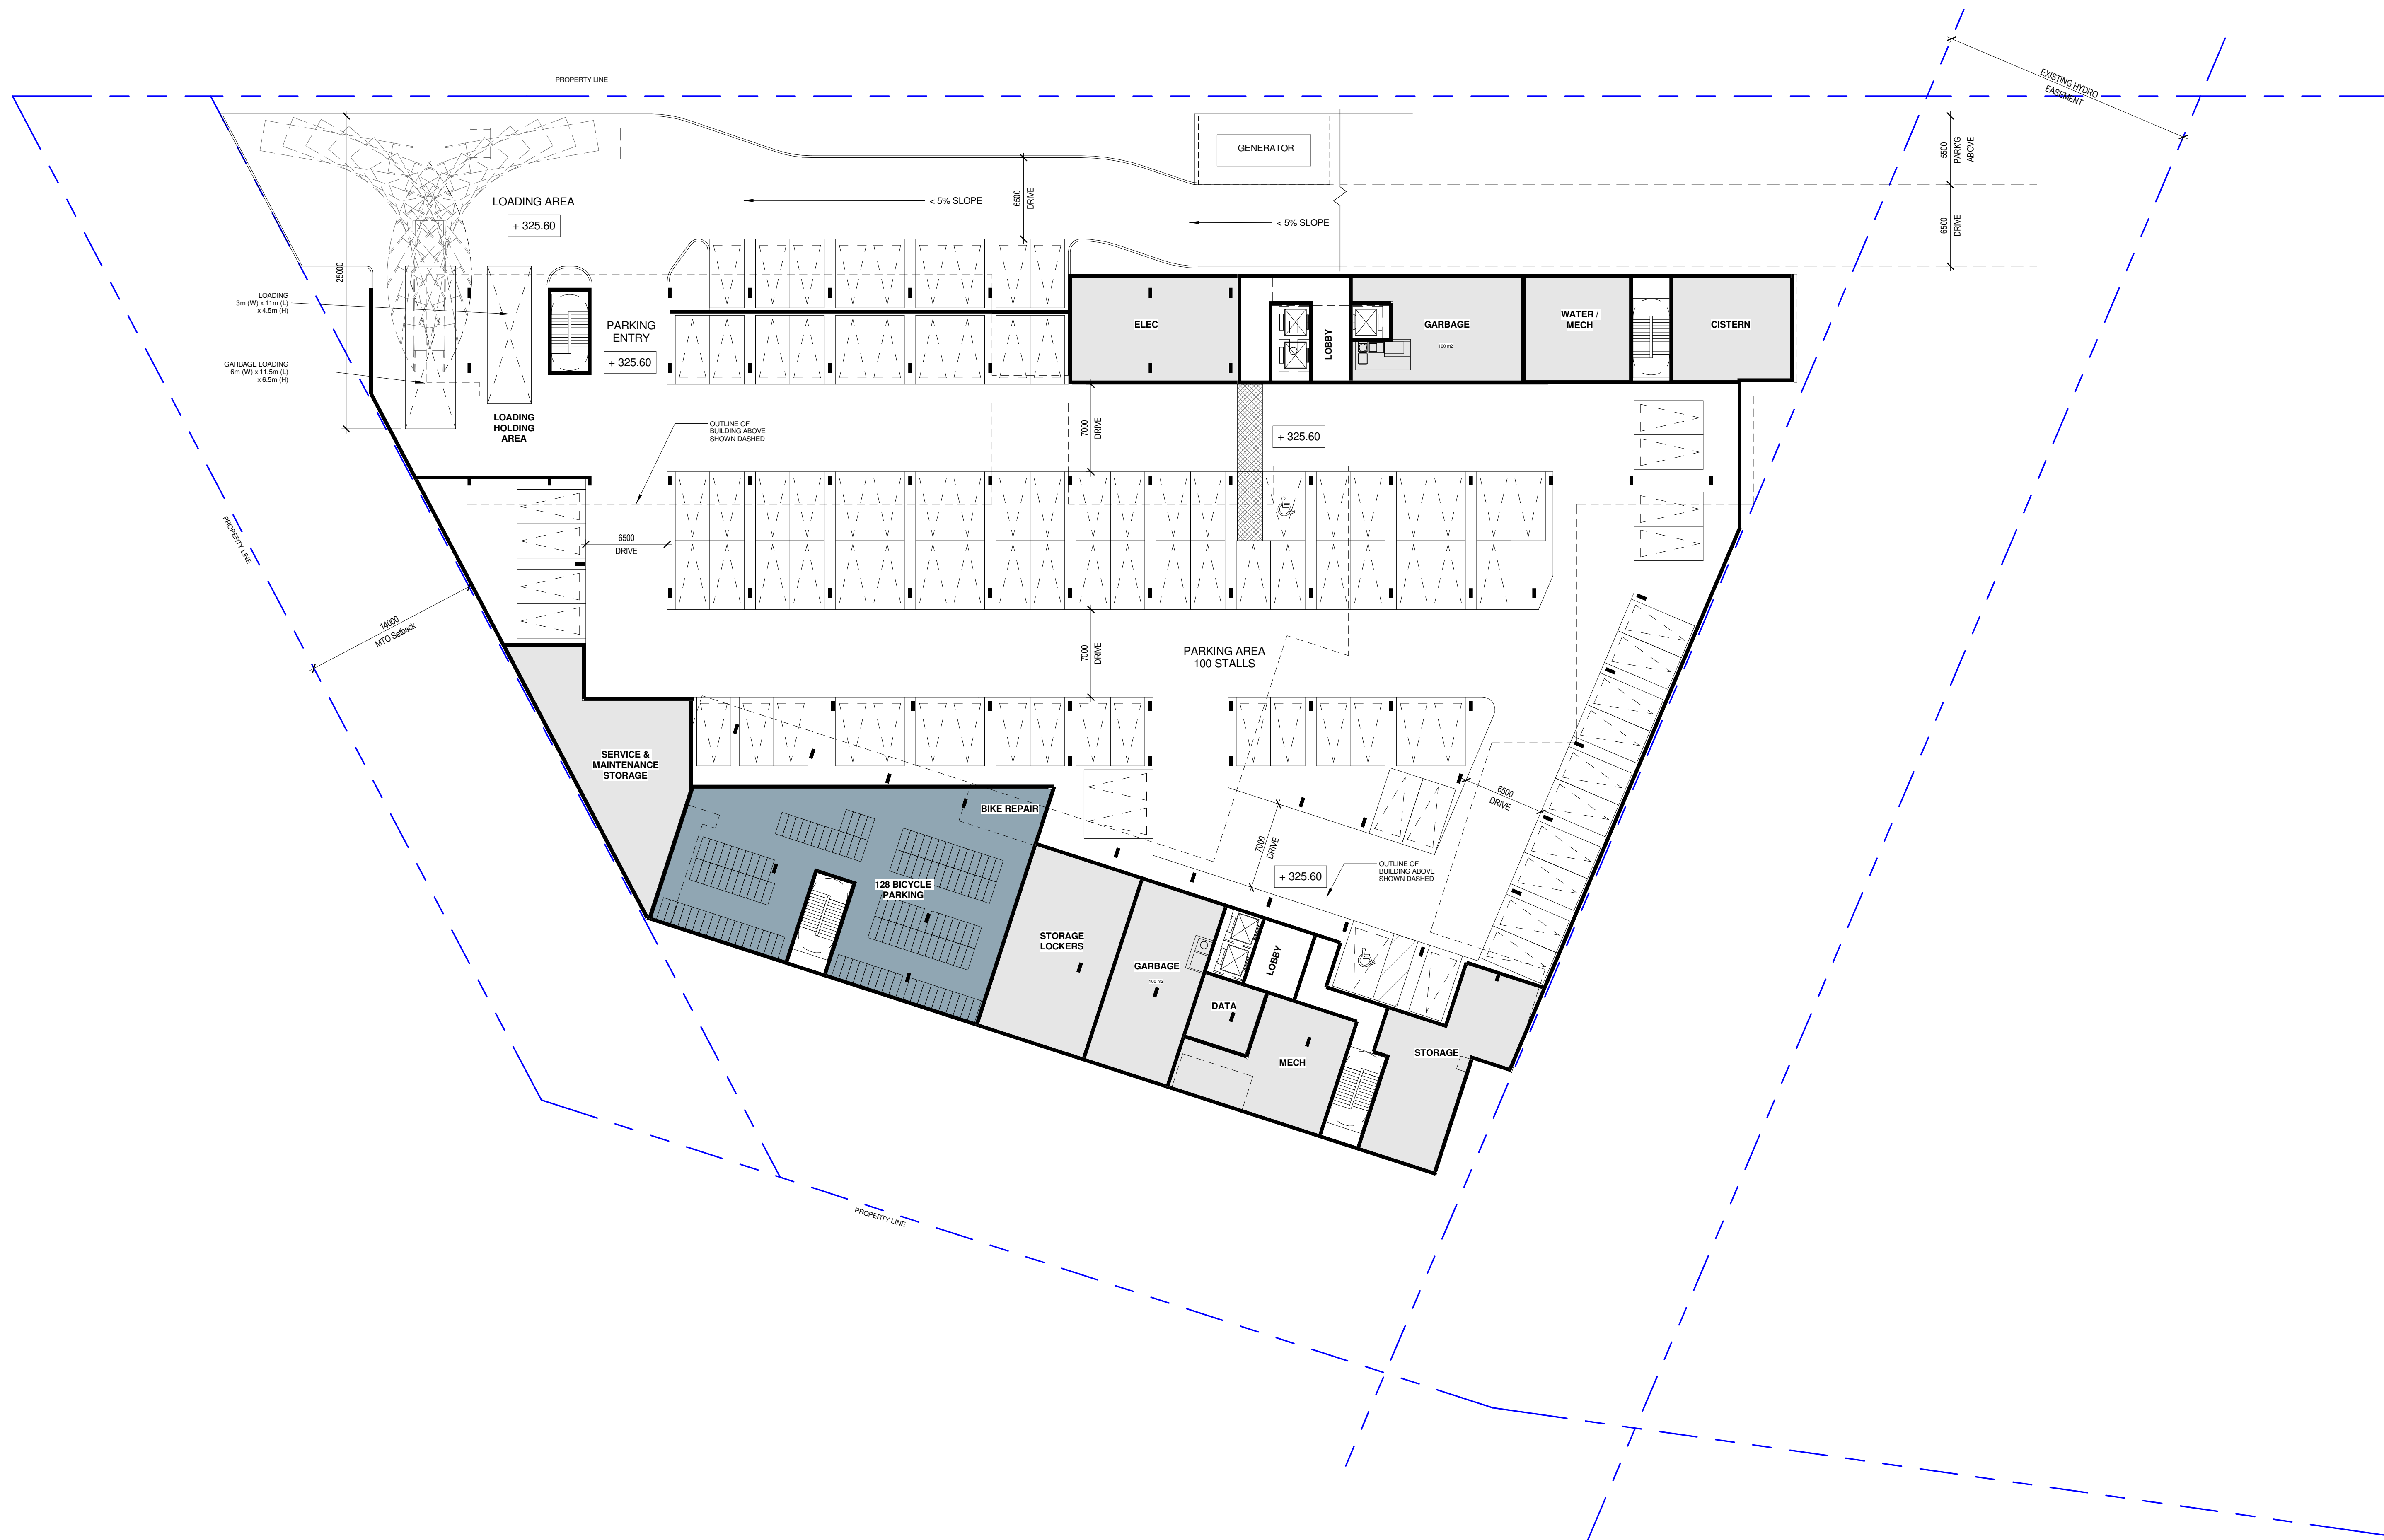 PROPERTY LINE
EXISTING HYDRO
EASEMENT
GENERATOR
5500
PARK'G
ABOVE
LOADING AREA
+ 325.60
< 5% SLOPE
6500
DRIVE
< 5% SLOPE
6500
DRIVE
25000
LOADING
3m (W) x 11m (L)
x 4.5m (H)
PARKING
ENTRY
+ 325.60
ELEC
LOBBY
GARBAGE
100 m2
WATER /
MECH
CISTERN
GARBAGE LOADING
6m (W) x 11.5m (L)
x 6.5m (H)
LOADING
HOLDING
AREA
OUTLINE OF
BUILDING ABOVE
SHOWN DASHED
7000
DRIVE
+ 325.60
PROPERTY LINE
6500
DRIVE
14000
MTO Setback
7000
DRIVE
PARKING AREA
100 STALLS
SERVICE &
MAINTENANCE
STORAGE
BIKE REPAIR
6500
DRIVE
7000
DRIVE
128 BICYCLE
PARKING
+ 325.60
OUTLINE OF
BUILDING ABOVE
SHOWN DASHED
STORAGE
LOCKERS
GARBAGE
100 m2
LOBBY
DATA
MECH
STORAGE
PROPERTY LINE